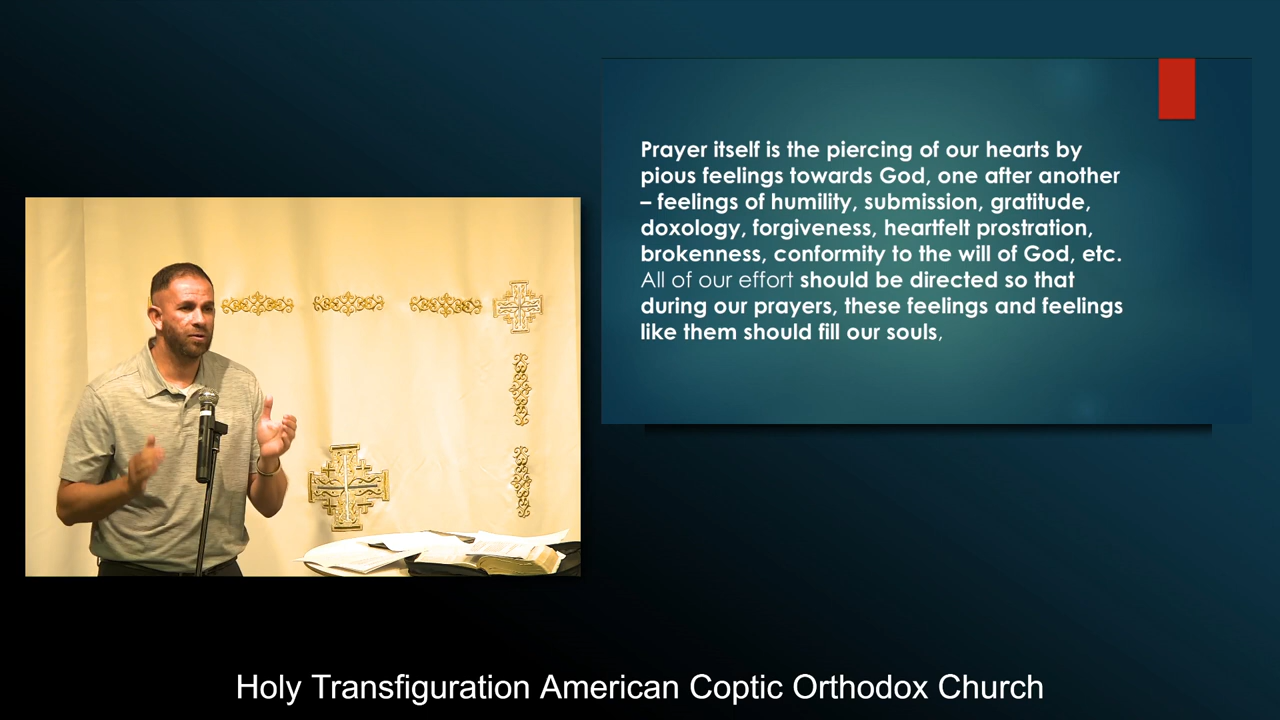 Prayer itself is the piercing of our hearts by
pious feelings towards God, one after another
– feelings of humility, submission, gratitude,
doxology, forgiveness, heartfelt prostration,
brokenness, conformity to the will of God, etc.
All of our effort should be directed so that
during our prayers, these feelings and feelings
like them should fill our souls,
Holy Transfiguration American Coptic Orthodox Church